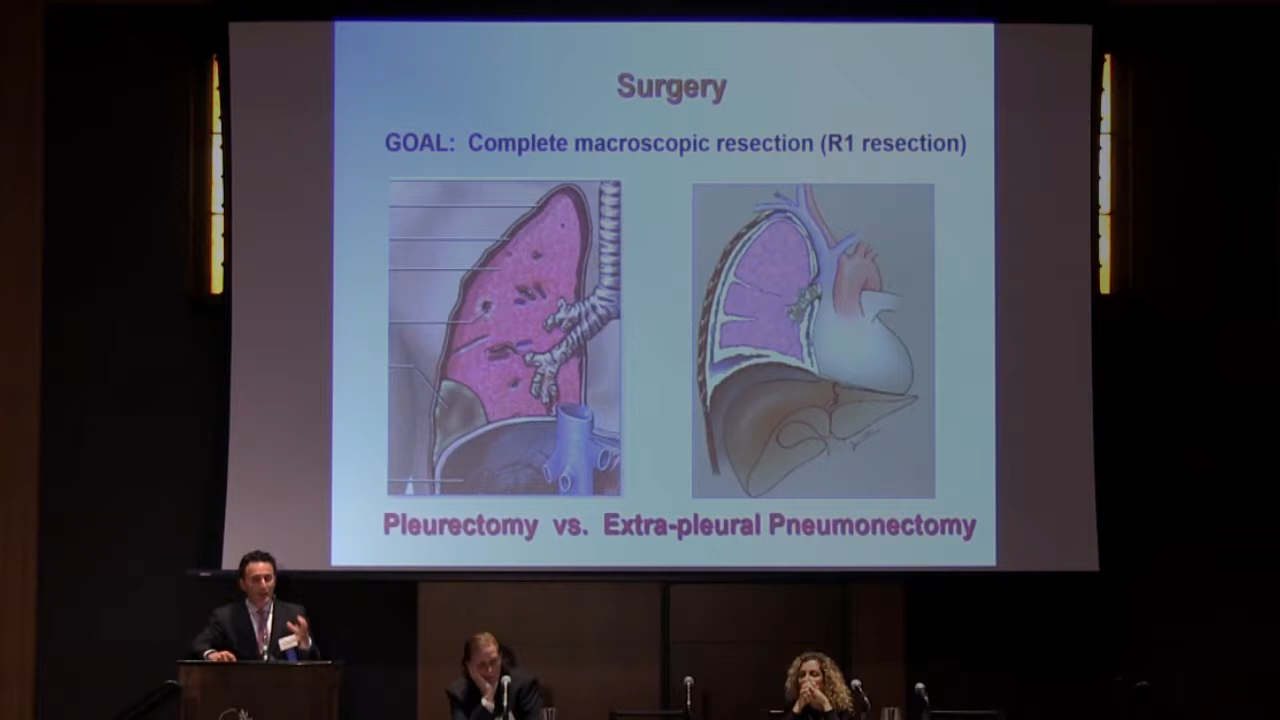 Surgery
GOAL: Complete macroscopic resection (R1 resection)
Pleurectomy vs. Extra-pleural Pneumonectomy